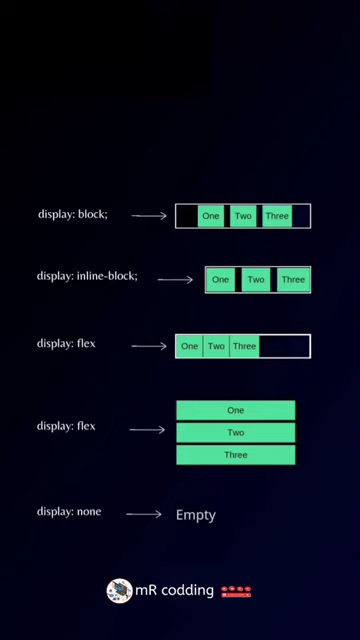 display: block;
One Two Three
display: inline-block;
One Two Three
display: flex
One Two Three
display: flex
One
Two
Three
display: none
Empty
mR codding